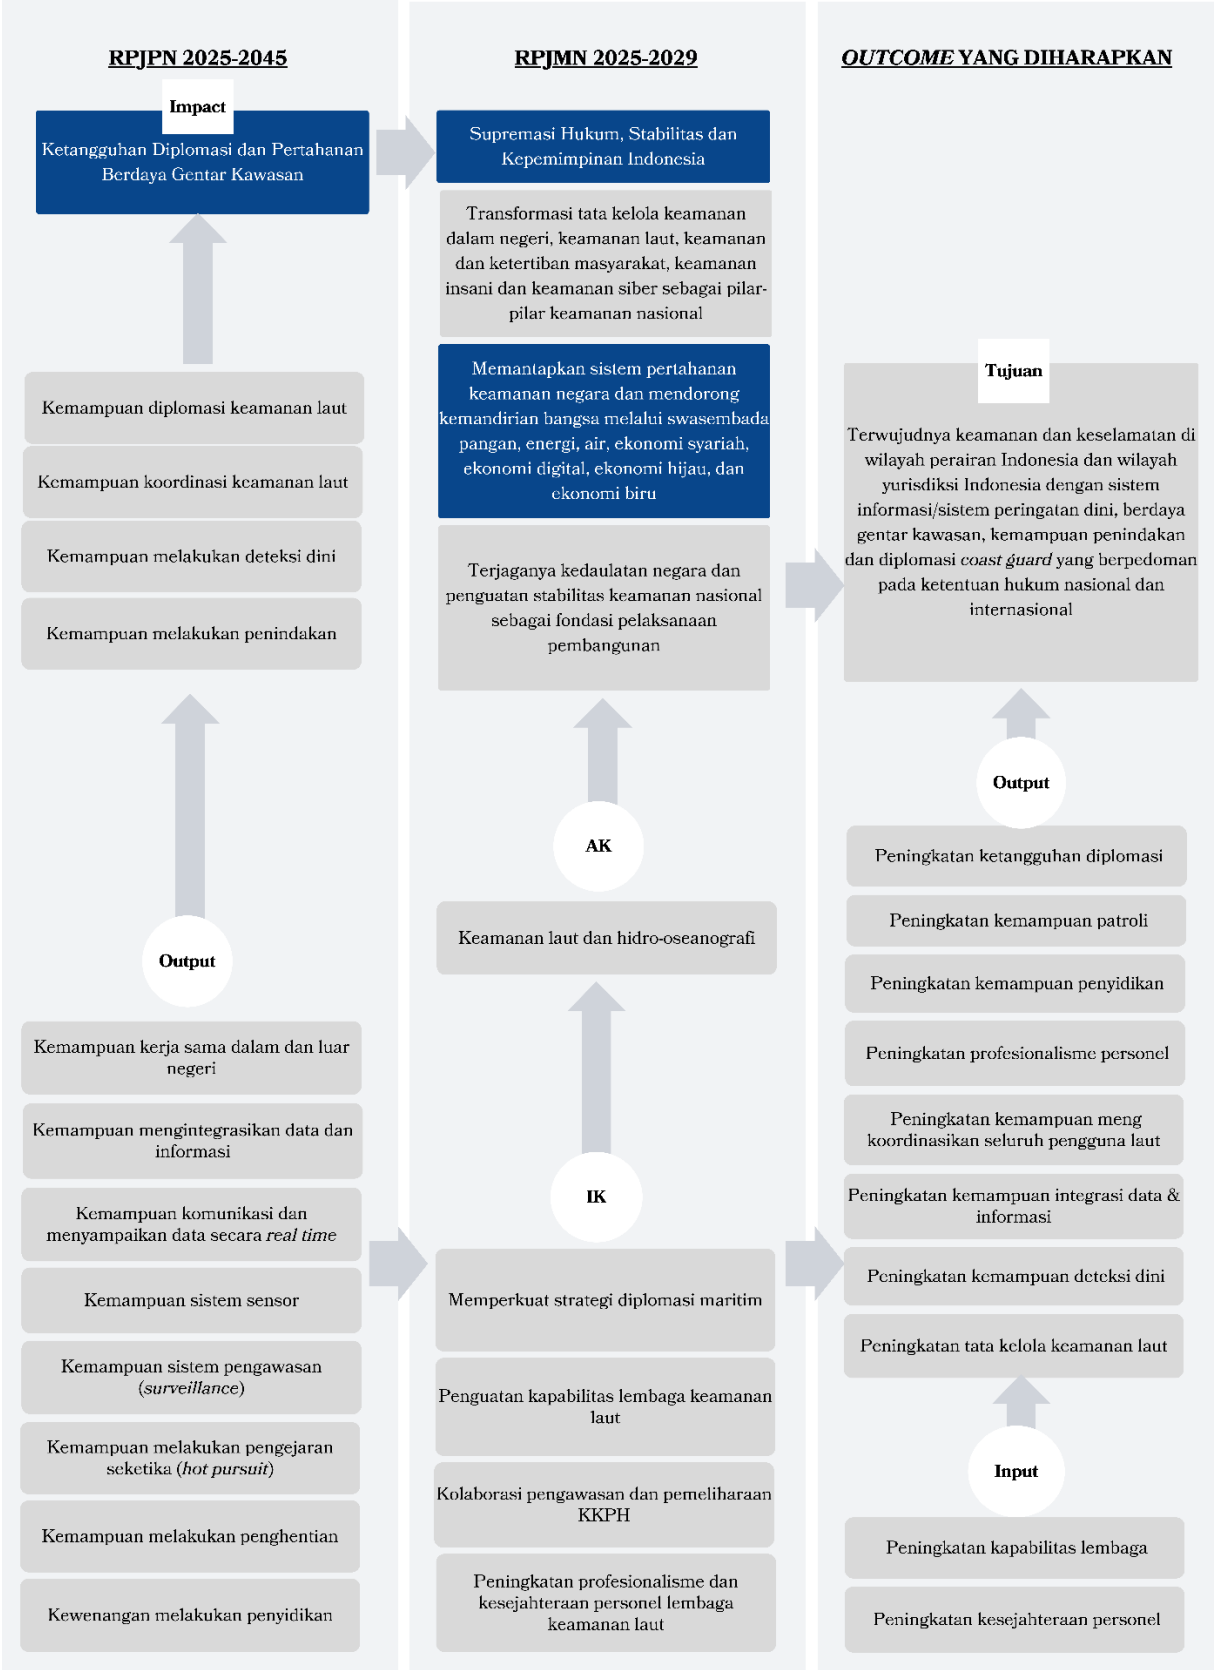 RPJPN 2025-2045
Impact
Ketangguhan Diplomasi dan Pertahanan
Berdaya Gentar Kawasan
Kemampuan diplomasi keamanan laut
Kemampuan koordinasi keamanan laut
Kemampuan melakukan deteksi dini
Kemampuan melakukan penindakan
Output
Kemampuan kerja sama dalam dan luar
negeri
Kemampuan mengintegrasikan data dan
informasi
Kemampuan komunikasi dan
menyampaikan data secara real time
Kemampuan sistem sensor
Kemampuan sistem pengawasan
(surveillance)
Kemampuan melakukan pengejaran
seketika (hot pursuit)
Kemampuan melakukan penghentian
Kewenangan melakukan penyidikan
RPJMN 2025-2029
Supremasi Hukum, Stabilitas dan
Kepemimpinan Indonesia
Transformasi tata kelola keamanan
dalam negeri, keamanan laut, keamanan
dan ketertiban masyarakat, keamanan
insani dan keamanan siber sebagai pilar-
pilar keamanan nasional
Memantapkan sistem pertahanan
keamanan negara dan mendorong
kemandirian bangsa melalui swasembada
pangan, energi, air, ekonomi syariah,
ekonomi digital, ekonomi hijau, dan
ekonomi biru
Terjaganya kedaulatan negara dan
penguatan stabilitas keamanan nasional
sebagai fondasi pelaksanaan
pembangunan
AK
Keamanan laut dan hidro-oseanografi
IK
Memperkuat strategi diplomasi maritim
Penguatan kapabilitas lembaga keamanan
laut
Kolaborasi pengawasan dan pemeliharaan
KKPH
Peningkatan profesionalisme dan
kesejahteraan personel lembaga
keamanan laut
OUTCOME YANG DIHARAPKAN
Tujuan
Terwujudnya keamanan dan keselamatan di
wilayah perairan Indonesia dan wilayah
yurisdiksi Indonesia dengan sistem
informasi/sistem peringatan dini, berdaya
gentar kawasan, kemampuan penindakan
dan diplomasi coast guard yang berpedoman
pada ketentuan hukum nasional dan
internasional
Output
Peningkatan ketangguhan diplomasi
Peningkatan kemampuan patroli
Peningkatan kemampuan penyidikan
Peningkatan profesionalisme personel
Peningkatan kemampuan meng
koordinasikan seluruh pengguna laut
Peningkatan kemampuan integrasi data &
informasi
Peningkatan kemampuan deteksi dini
Peningkatan tata kelola keamanan laut
Input
Peningkatan kapabilitas lembaga
Peningkatan kesejahteraan personel